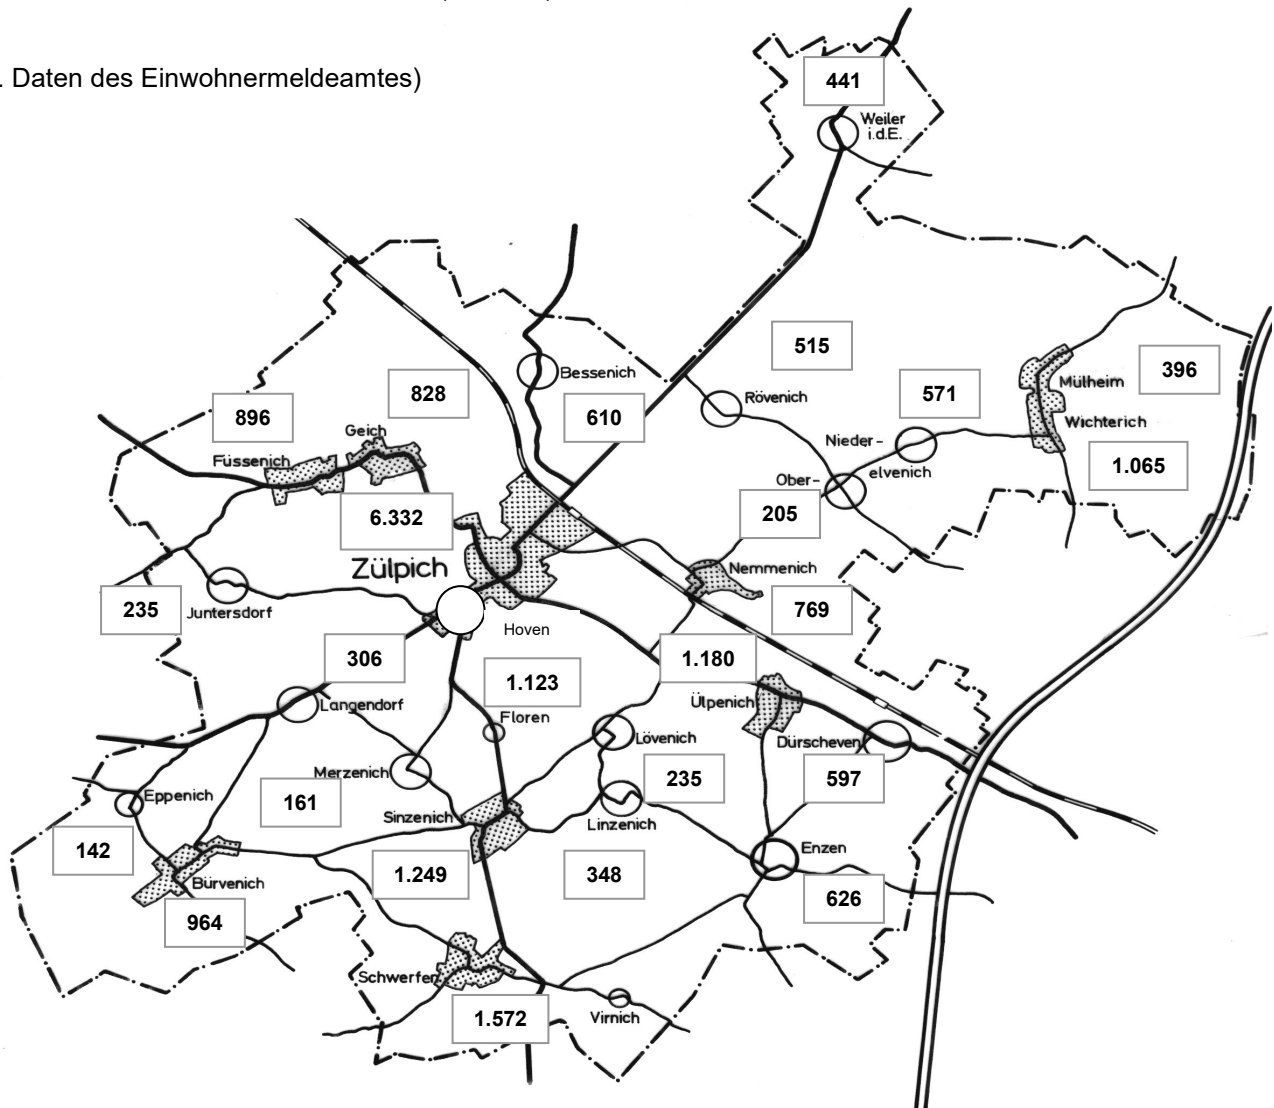 . Daten des Einwohnermeldeamtes)
441
Weiler
i.d.E.
515
Bessenich
828
396
Mülheim
571
896
610
Rövenich
Geich
Wichterich
Nieder-
Füssenich
elvenich
1.065
Ober-
6.332
205
Zülpich
Nemmenich
235
Juntersdorf
769
Hoven
306
1.180
1.123
Langendorf
Ülpenich
Floren
Lövenich
Dürscheven
Merzenich
235
597
Eppenich
161
Sinzenich
Linzenich
142
Enzen
1.249
348
Bürvenich
626
964
Schwerfen
1.572
Virnich